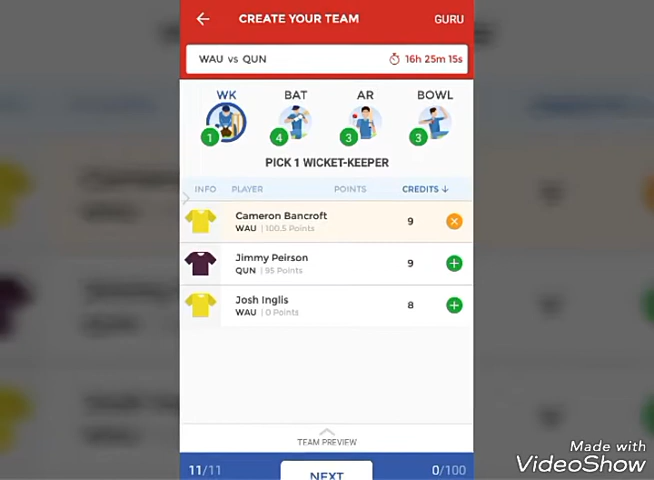 CREATE YOUR TEAM
GURU
WAU vs QUN
16h 25m 15s
WK
BAT
AR
BOWL
1
4
3
3
PICK 1 WICKET-KEEPER
INFO
PLAYER
POINTS
CREDITS ↓
Cameron Bancroft
WAU | 100.5 Points
9
Jimmy Peirson
QUN | 95 Points
9
Josh Inglis
WAU | 0 Points
8
TEAM PREVIEW
11/11
NEXT
0/100
Made with
VideoShow